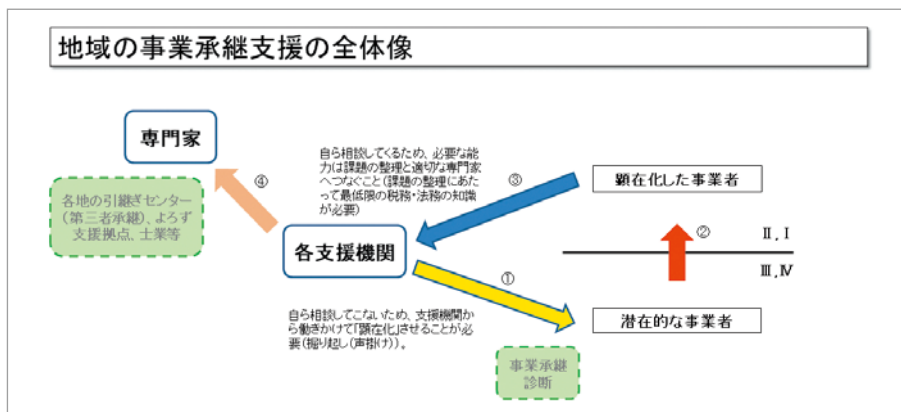 地域の事業承継支援の全体像
専門家
各地の引継ぎセンター
(第三者承継)、よろず
支援拠点、士業等
④
自ら相談してくるため、必要な能
力は課題の整理と適切な専門家
へつなぐこと(課題の整理にあた
って最低限の税務・法務の知識
が必要)
③
顕在化した事業者
各支援機関
②
Ⅱ,Ⅰ
Ⅲ,Ⅳ
①
自ら相談してこないため、支援機関か
ら働きかけて「顕在化」させることが必
要(掘り起し(声掛け))。
潜在的な事業者
事業承継
診断